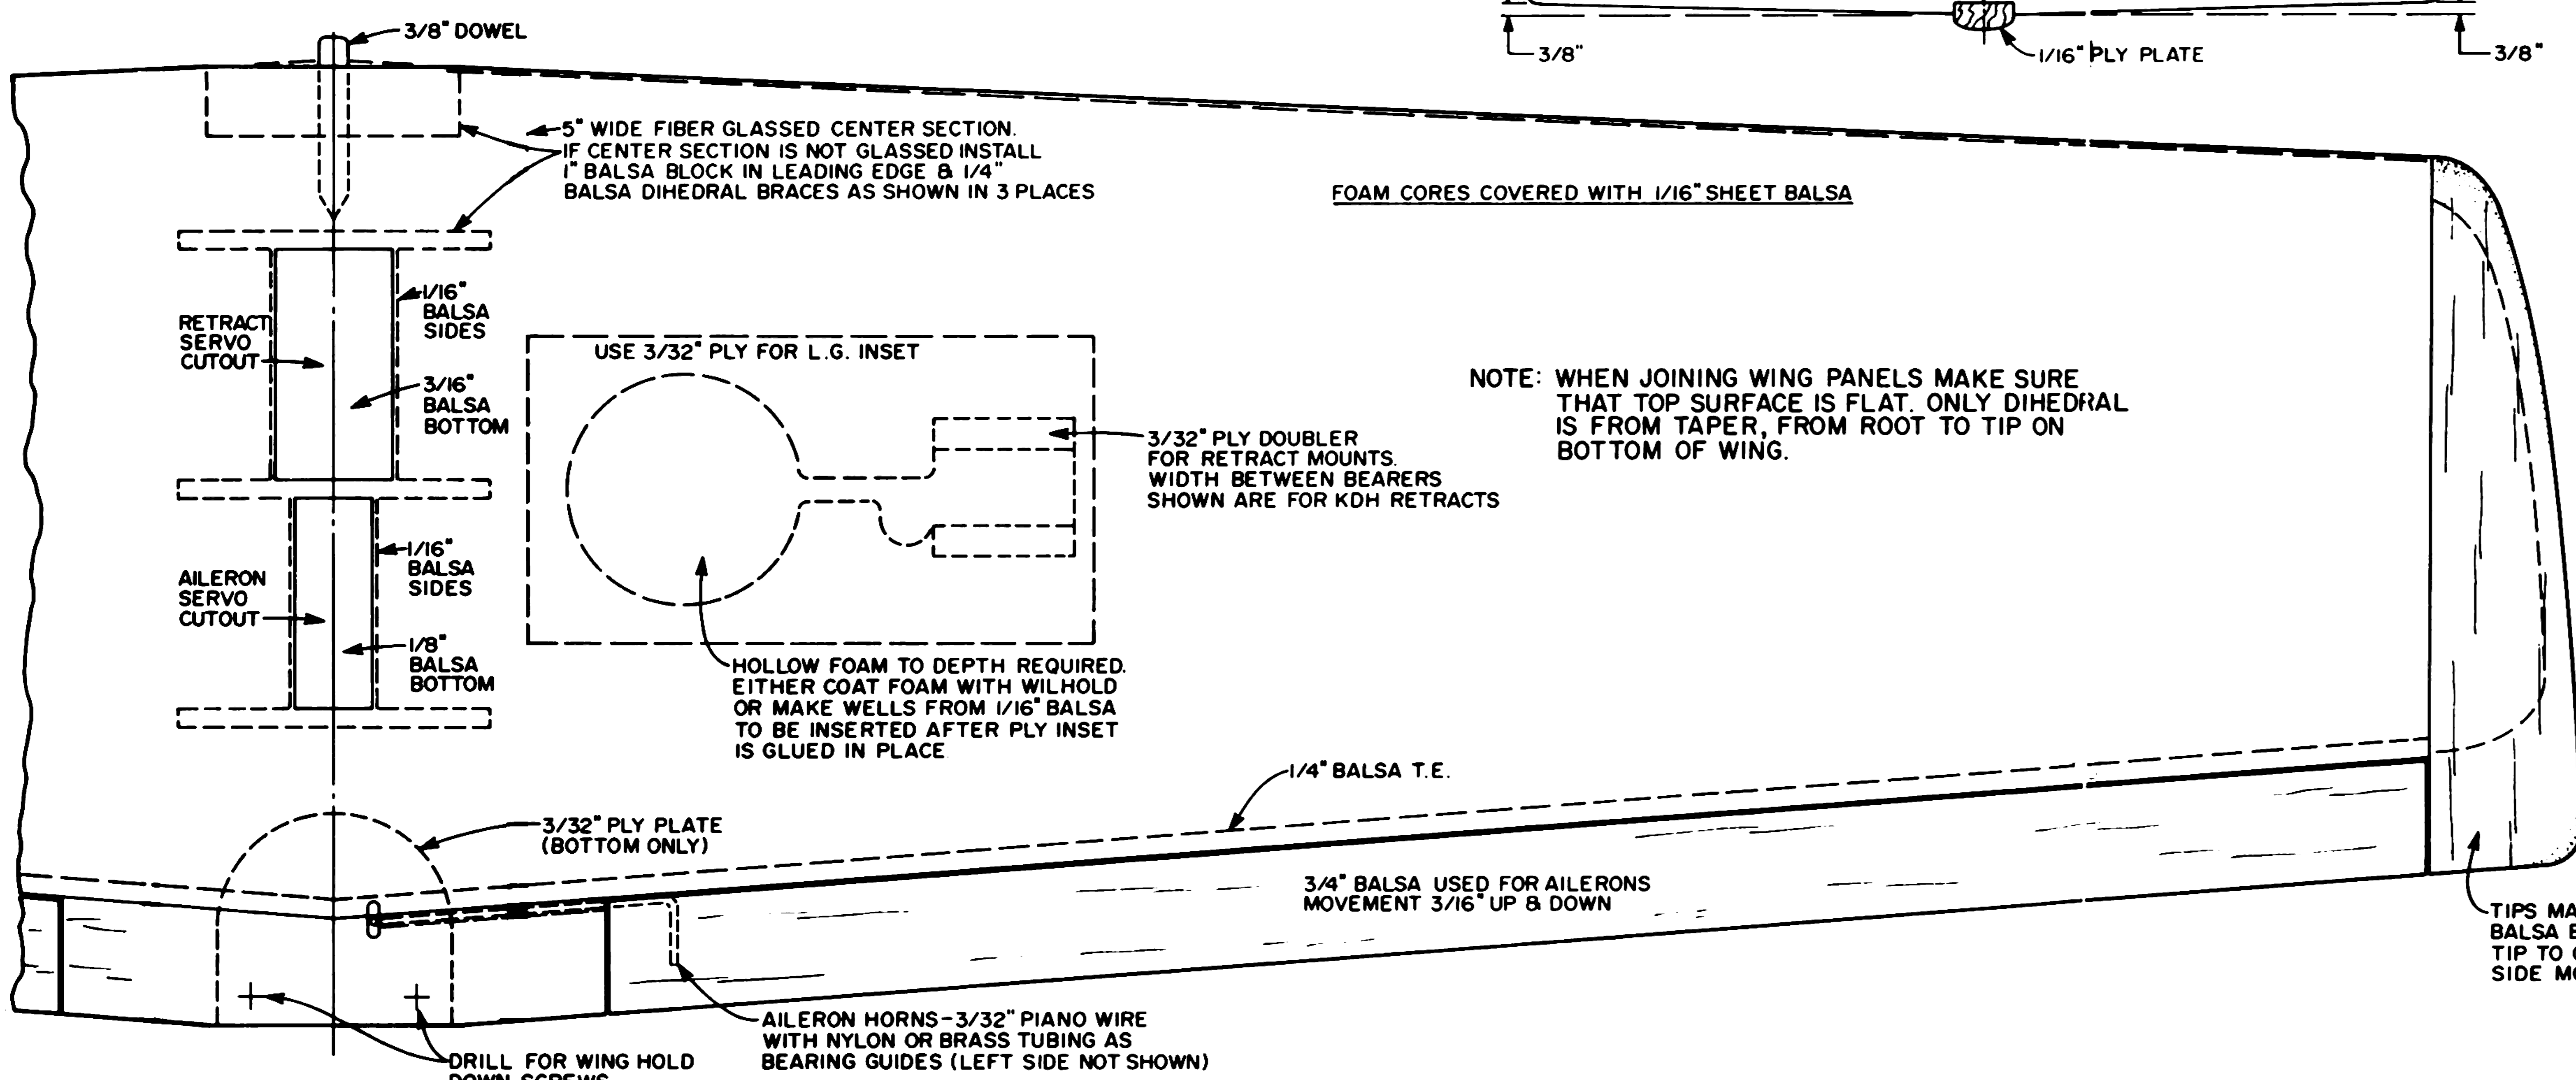 3/8" DOWEL
3/8"
1/16" PLY PLATE
3/8"
5" WIDE FIBER GLASSED CENTER SECTION.
IF CENTER SECTION IS NOT GLASSED INSTALL
1" BALSA BLOCK IN LEADING EDGE & 1/4"
BALSA DIHEDRAL BRACES AS SHOWN IN 3 PLACES
FOAM CORES COVERED WITH 1/16" SHEET BALSA
1/16"
BALSA
SIDES
RETRACT
SERVO
CUTOUT
3/16"
BALSA
BOTTOM
USE 3/32" PLY FOR L.G. INSET
NOTE: WHEN JOINING WING PANELS MAKE SURE
THAT TOP SURFACE IS FLAT. ONLY DIHEDRAL
IS FROM TAPER, FROM ROOT TO TIP ON
BOTTOM OF WING.
3/32" PLY DOUBLER
FOR RETRACT MOUNTS.
WIDTH BETWEEN BEARERS
SHOWN ARE FOR KDH RETRACTS
1/16"
BALSA
SIDES
AILERON
SERVO
CUTOUT
1/8"
BALSA
BOTTOM
HOLLOW FOAM TO DEPTH REQUIRED.
EITHER COAT FOAM WITH WILHOLD
OR MAKE WELLS FROM 1/16" BALSA
TO BE INSERTED AFTER PLY INSET
IS GLUED IN PLACE
1/4" BALSA T.E.
3/32" PLY PLATE
(BOTTOM ONLY)
3/4" BALSA USED FOR AILERONS
MOVEMENT 3/16" UP & DOWN
TIPS MA
BALSA B
TIP TO
SIDE MO
AILERON HORNS-3/32" PIANO WIRE
WITH NYLON OR BRASS TUBING AS
BEARING GUIDES (LEFT SIDE NOT SHOWN)
DRILL FOR WING HOLD
DOWN SCREWS